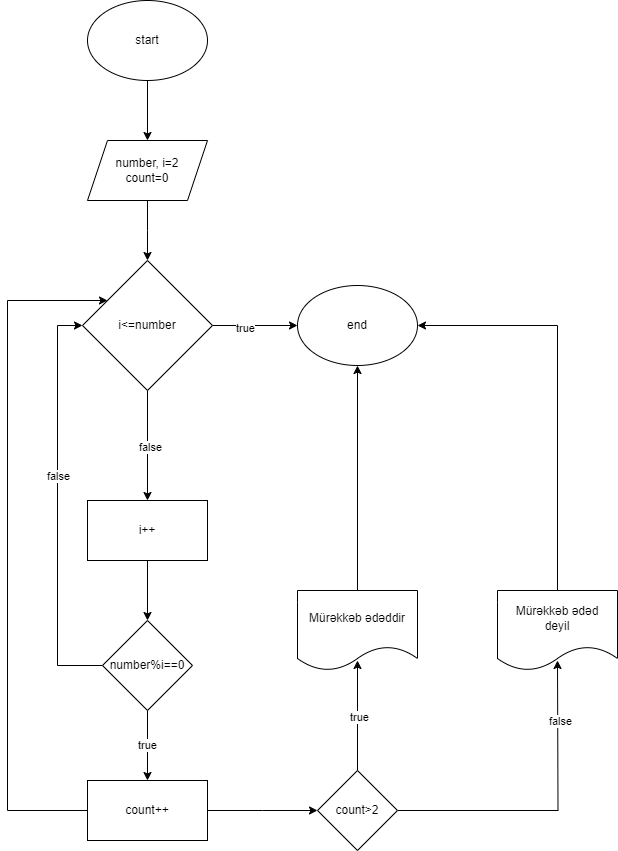 start
number, i=2
count=0
i<=number
true
end
false
false
i++
Mürəkkəb ədəddir
Mürəkkəb ədəd
deyil
number%i==0
true
true
false
count++
count>2